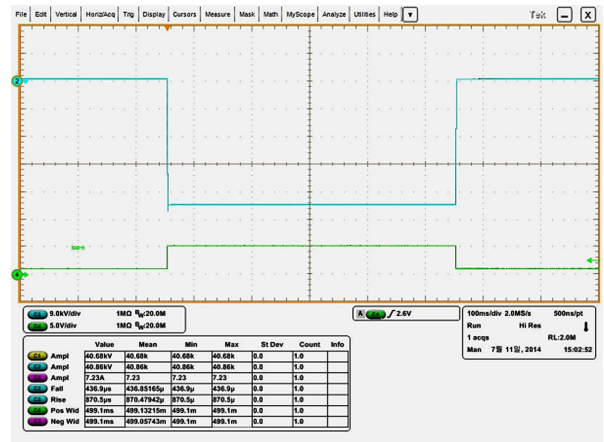 File Edit Vertical Horiz/Acq Trig Display Cursors Measure Mask Math MyScope Analyze Utilities Help Tek X
2
4
C2 9.0kV/div 1MΩ BW:20.0M
C4 5.0V/div 1MΩ BW:20.0M
A C4 2.6V
100ms/div 2.0MS/s 500ns/pt
Run Hi Res
1 acqs RL:2.0M
Man 7월 11일, 2014 15:02:52
Value Mean Min Max St Dev Count Info
C1 Ampl 40.68kV 40.68k 40.68k 40.68k 0.0 1.0
C2 Ampl 40.86kV 40.86k 40.86k 40.86k 0.0 1.0
Ampl 7.23A 7.23 7.23 7.23 0.0 1.0
C2 Fall 436.9µs 436.85165µ 436.9µ 436.9µ 0.0 1.0
C2 Rise 870.5µs 870.47942µ 870.5µ 870.5µ 0.0 1.0
C4 Pos Wid 499.1ms 499.13215m 499.1m 499.1m 0.0 1.0
Neg Wid 499.1ms 499.05743m 499.1m 499.1m 0.0 1.0